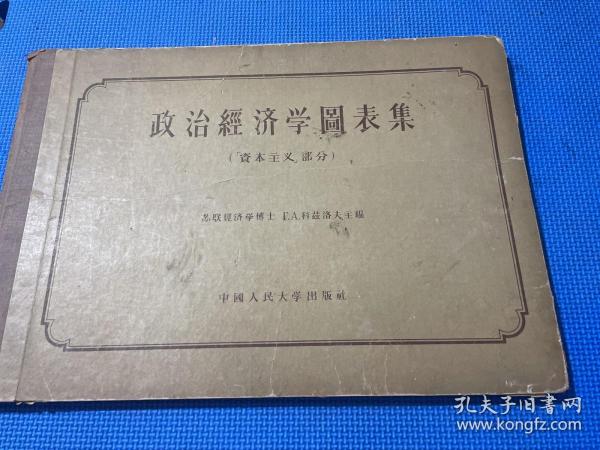 政治經济学圖表集
(“資本主义”部分)
苏联經济學博士 Г.А.科茲洛夫主編
中國人民大学出版社
孔夫子旧書网
www.kongfz.com